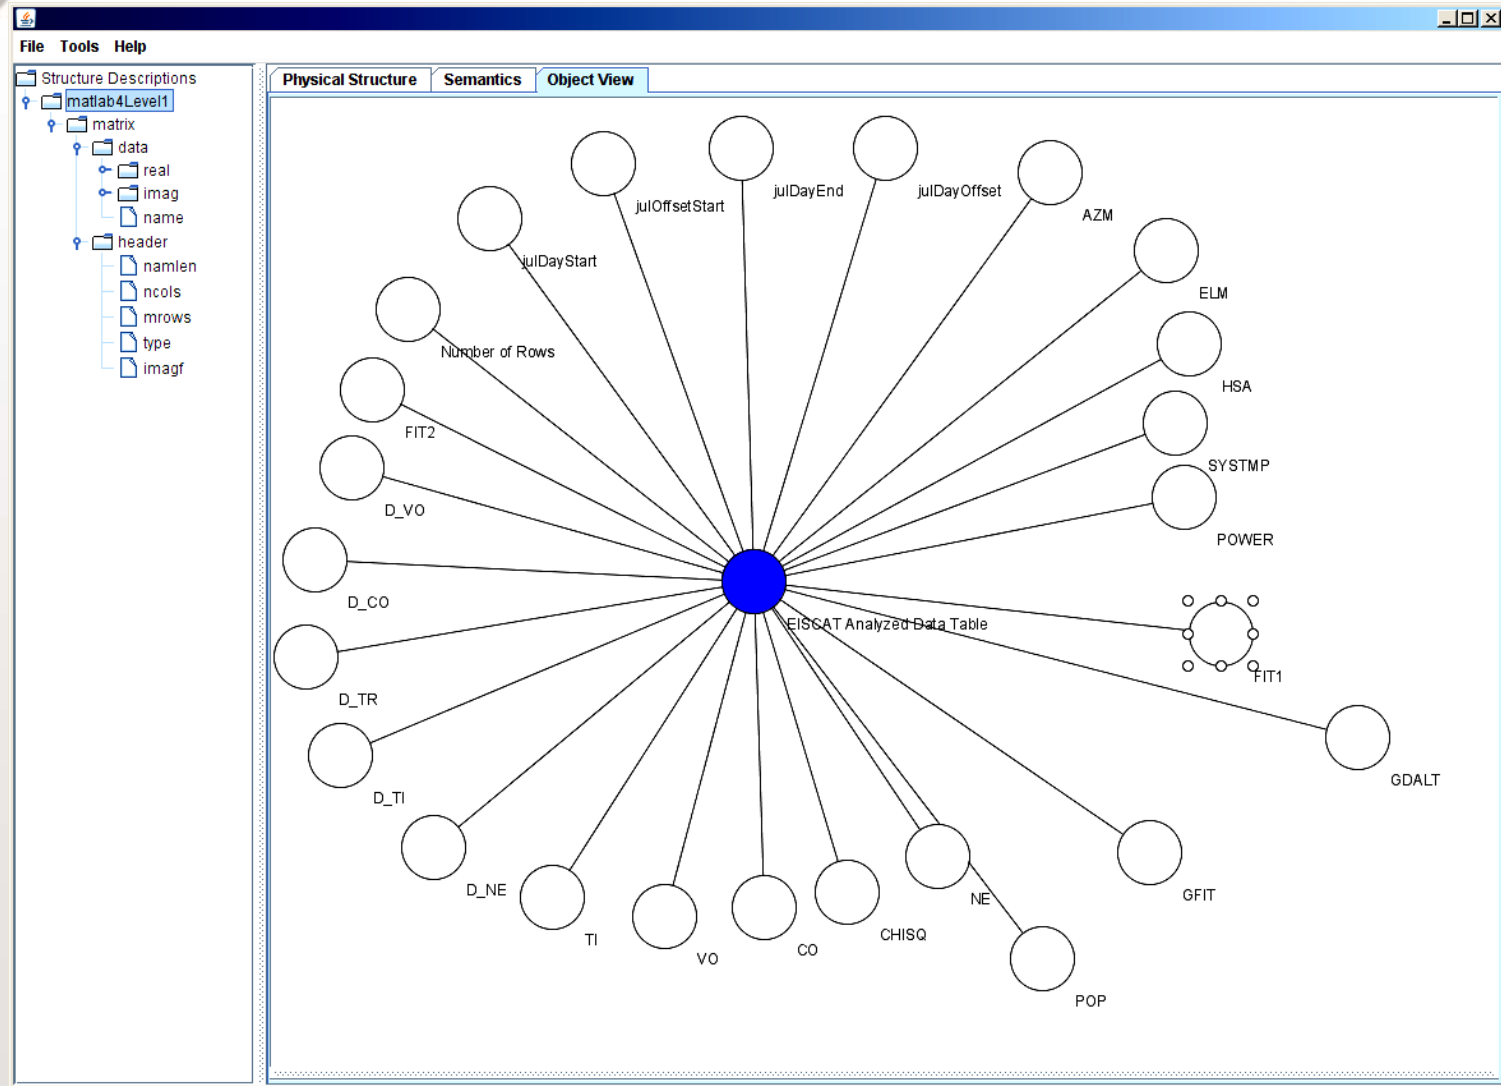 File Tools Help
Structure Descriptions
matlab4Level1
matrix
data
real
imag
name
header
namlen
ncols
mrows
type
imagf
Physical Structure Semantics Object View
julOffsetStart
julDayEnd
julDayOffset
AZM
julDayStart
ELM
Number of Rows
HSA
FIT2
SYSTMP
D_VO
POWER
D_CO
EISCAT Analyzed Data Table
FIT1
D_TR
GDALT
D_TI
D_NE
NE
GFIT
TI
VO
CO
CHISQ
POP